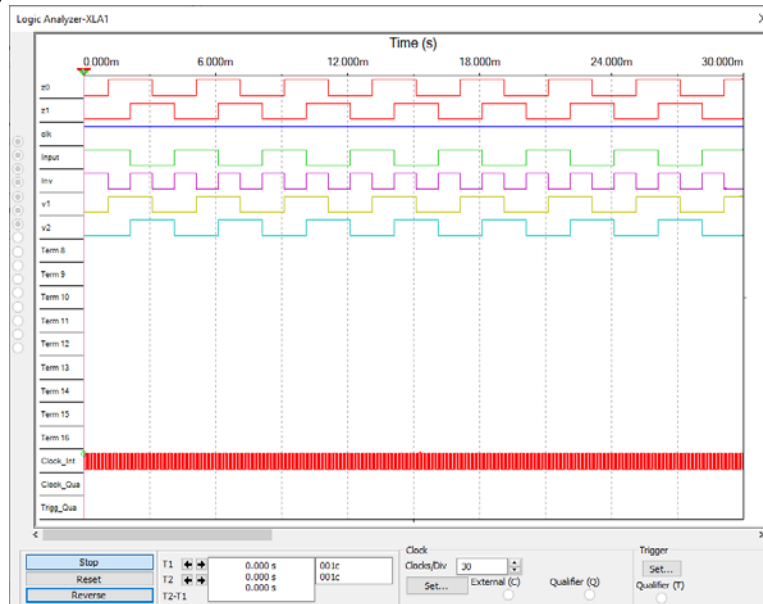 Logic Analyzer-XLA1
Time (s)
0.000m 6.000m 12.000m 18.000m 24.000m 30.000m
z0
z1
clk
Input
Inv
v1
v2
Term 8
Term 9
Term 10
Term 11
Term 12
Term 13
Term 14
Term 15
Term 16
Clock_Int
Clock_Qua
Trigg_Qua
Stop
Reset
Reverse
T1 0.000 s 001c
T2 0.000 s 001c
T2-T1 0.000 s
Clock
Clocks/Div 30
Set... External (C) Qualifier (Q)
Trigger
Set...
Qualifier (T)